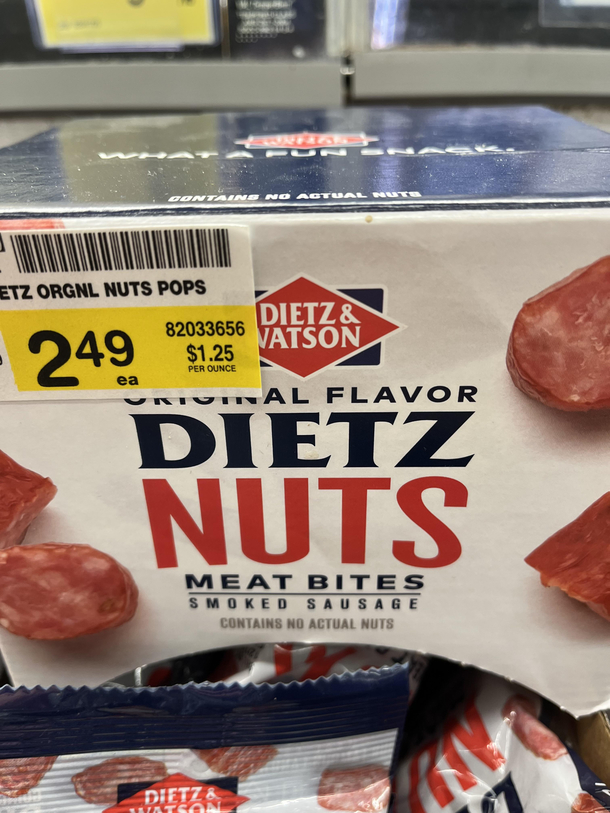 WHAT A FUN SNACK.
CONTAINS NO ACTUAL NUTS
ETZ ORGNL NUTS POPS
2 49
ea
82033656
$1.25
PER OUNCE
DIETZ &
WATSON
ORIGINAL FLAVOR
DIETZ
NUTS
MEAT BITES
SMOKED SAUSAGE
CONTAINS NO ACTUAL NUTS
DIETZ &
WATSON